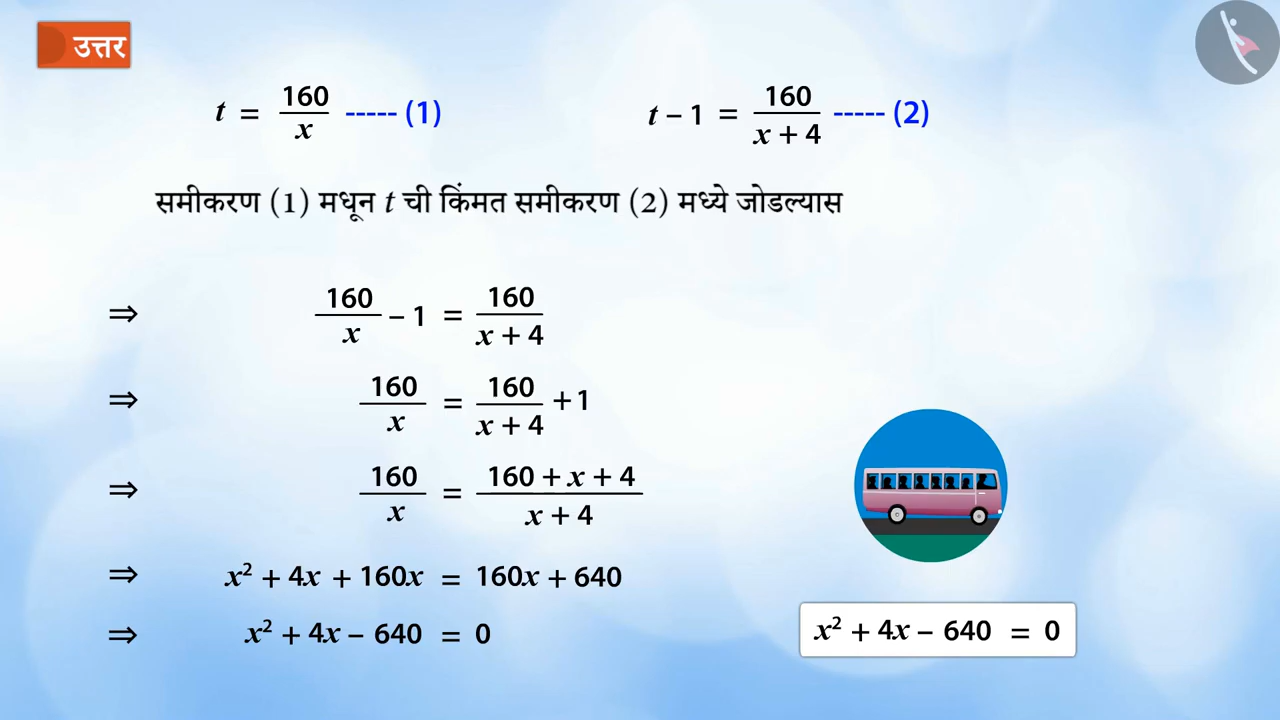 उत्तर
t = 160/x ----- (1)
t – 1 = 160/(x + 4) ----- (2)
समीकरण (1) मधून t ची किंमत समीकरण (2) मध्ये जोडल्यास
⇒ 160/x – 1 = 160/(x + 4)
⇒ 160/x = 160/(x + 4) + 1
⇒ 160/x = (160 + x + 4)/(x + 4)
⇒ x² + 4x + 160x = 160x + 640
⇒ x² + 4x – 640 = 0
x² + 4x – 640 = 0